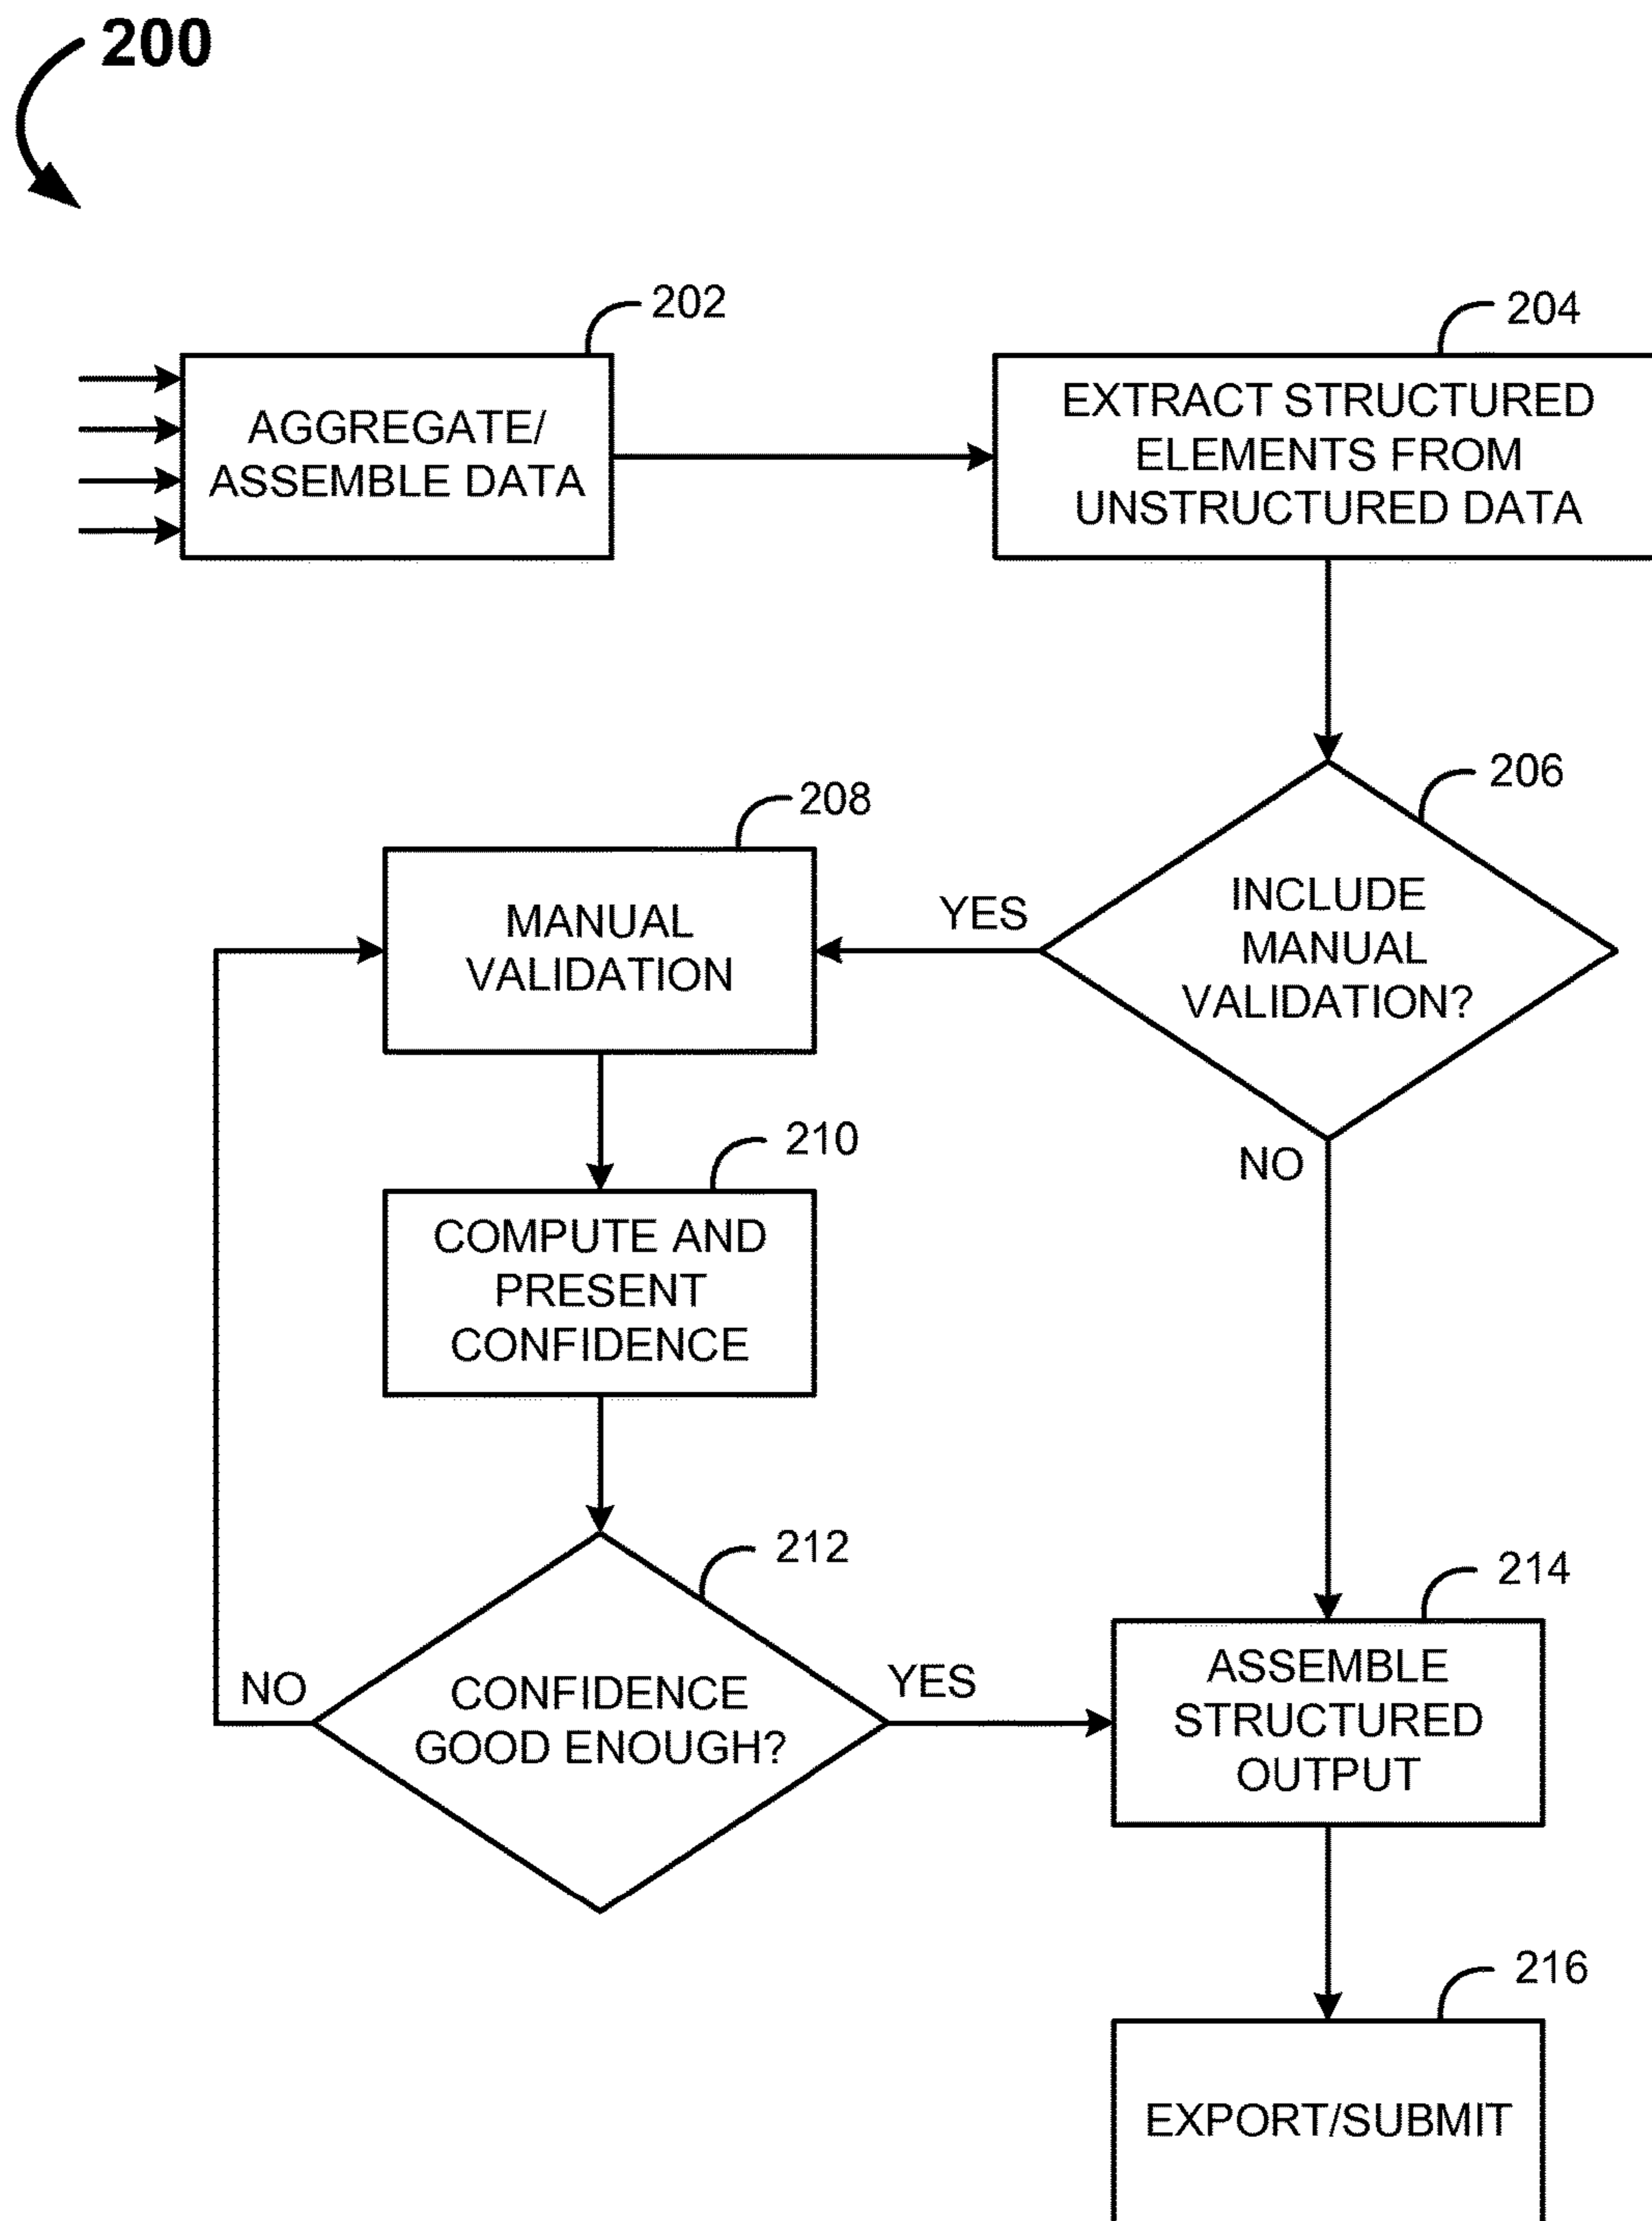 200
202
AGGREGATE/
ASSEMBLE DATA
204
EXTRACT STRUCTURED
ELEMENTS FROM
UNSTRUCTURED DATA
206
INCLUDE
MANUAL
VALIDATION?
YES
NO
208
MANUAL
VALIDATION
210
COMPUTE AND
PRESENT
CONFIDENCE
212
CONFIDENCE
GOOD ENOUGH?
NO
YES
214
ASSEMBLE
STRUCTURED
OUTPUT
216
EXPORT/SUBMIT